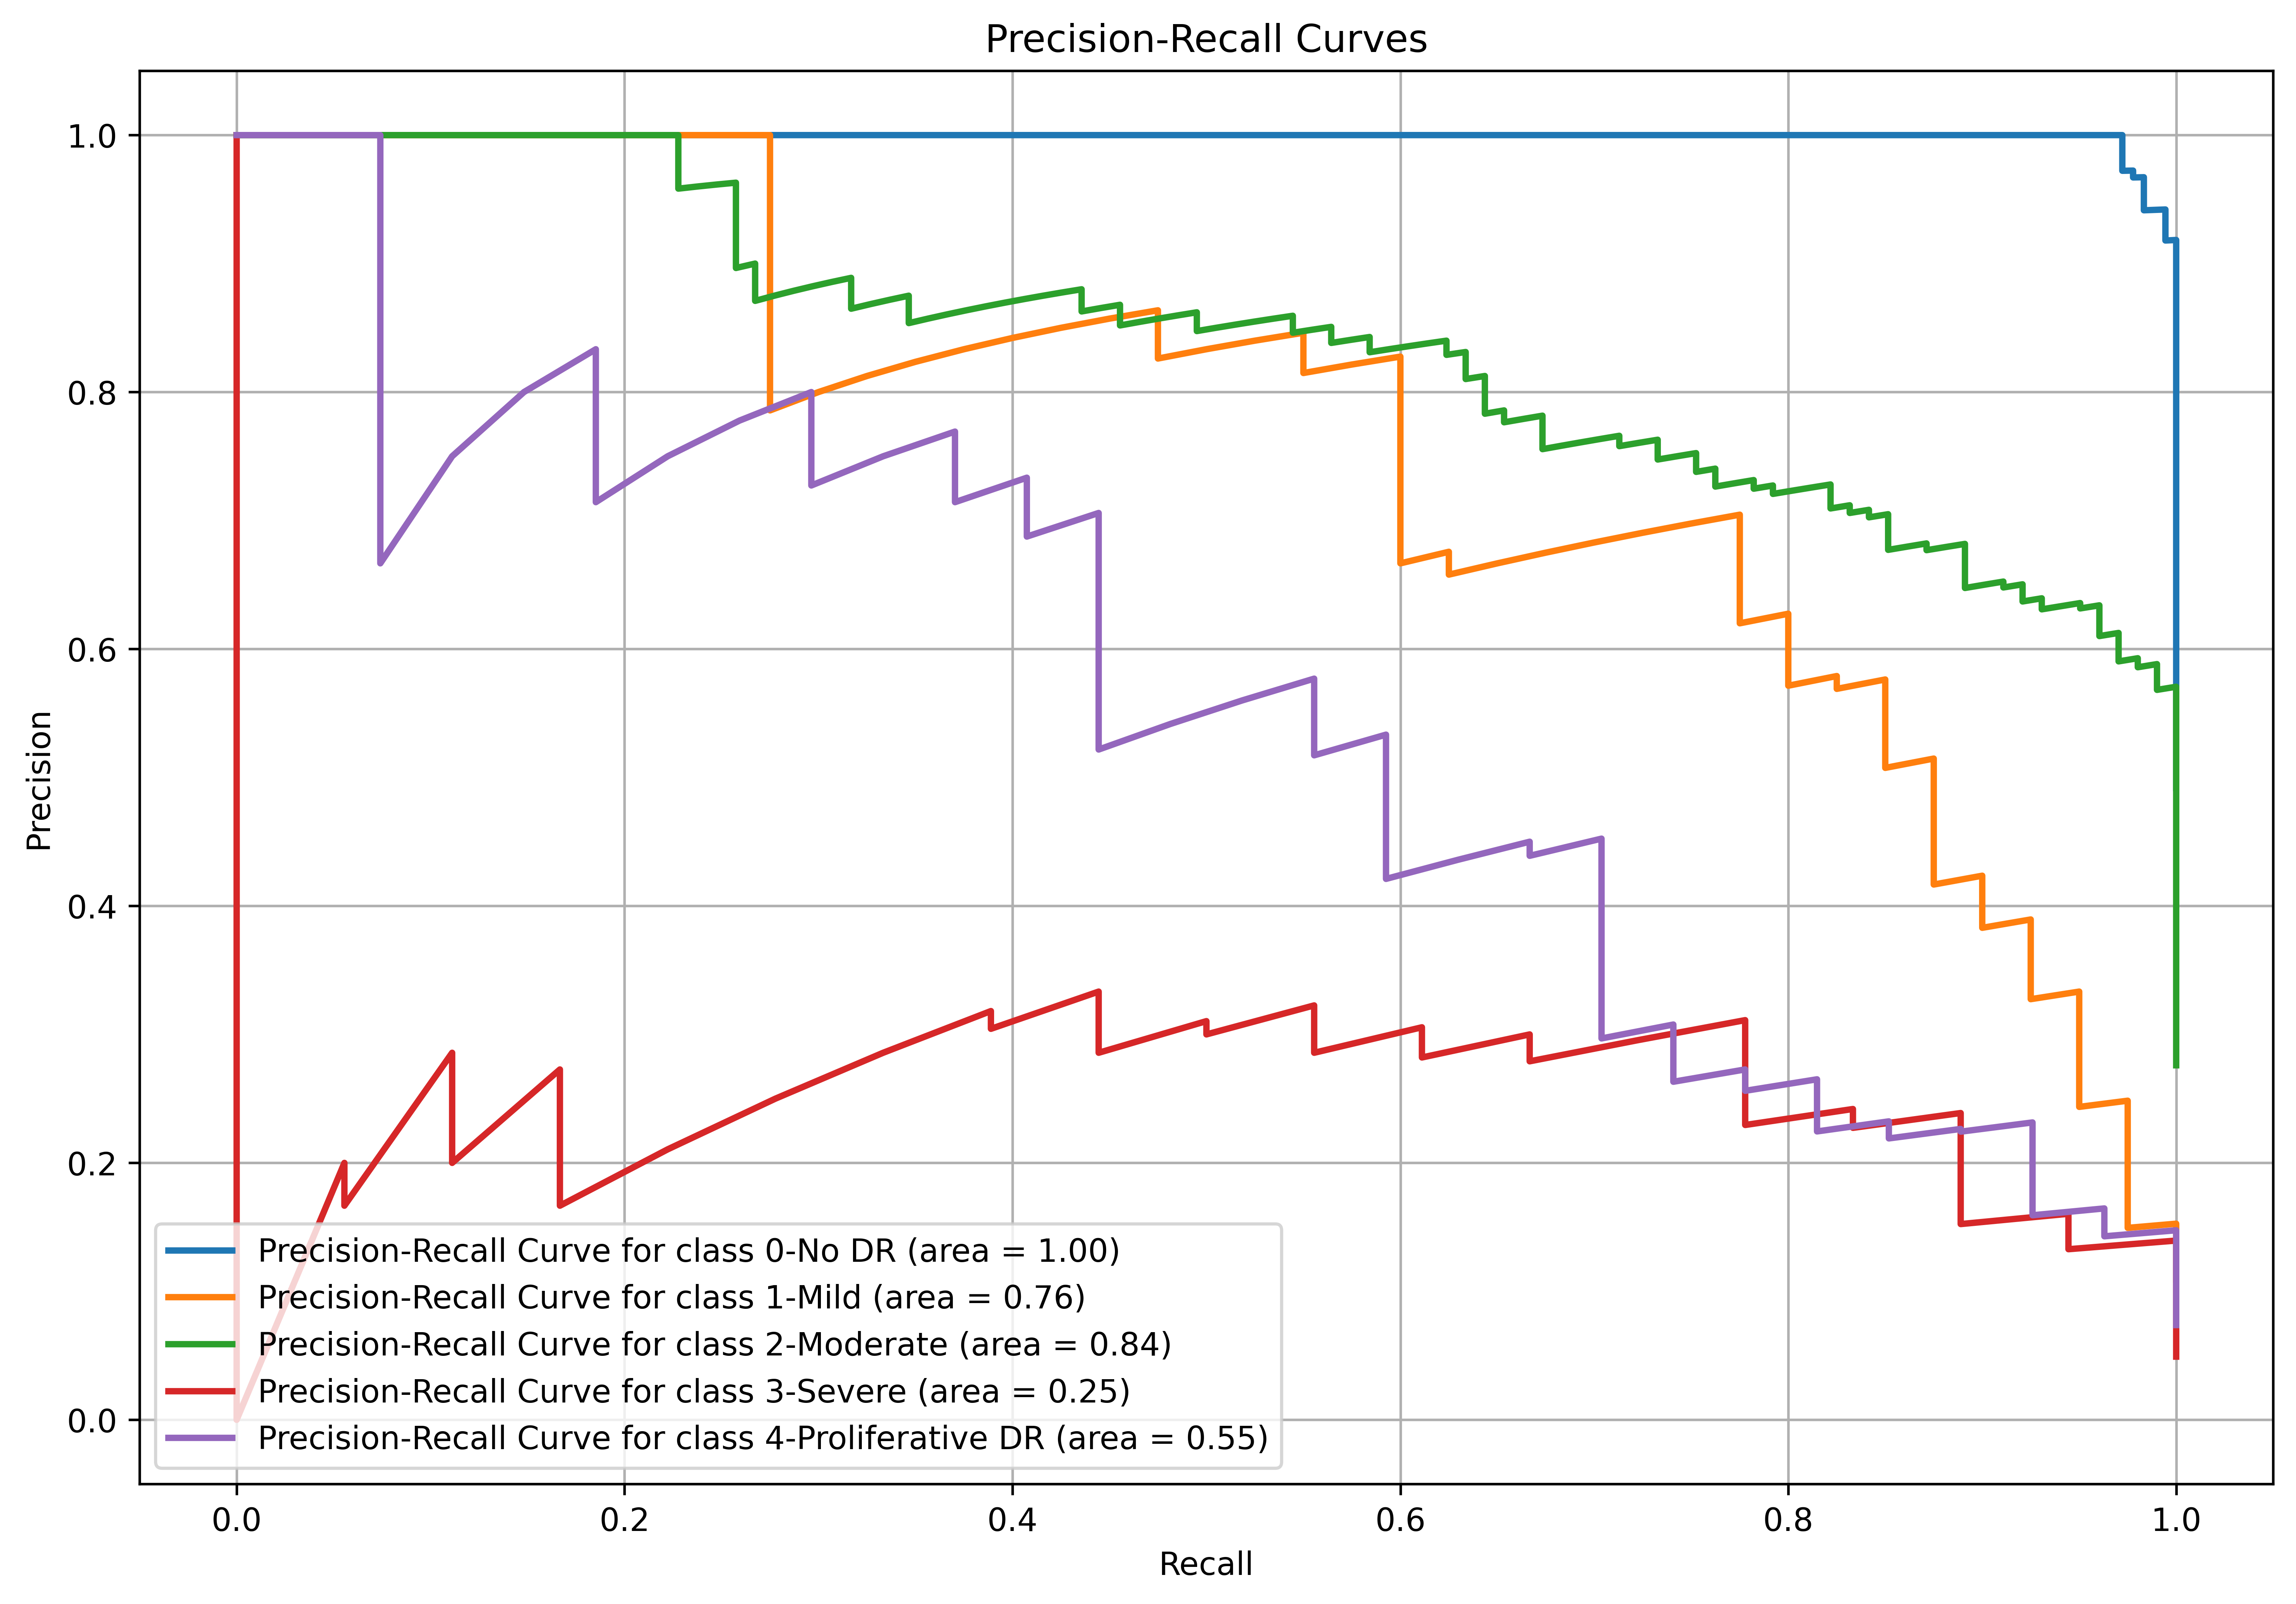 Precision-Recall Curves
1.0
0.8
0.6
0.4
0.2
0.0
Precision
Precision-Recall Curve for class 0-No DR (area = 1.00)
Precision-Recall Curve for class 1-Mild (area = 0.76)
Precision-Recall Curve for class 2-Moderate (area = 0.84)
Precision-Recall Curve for class 3-Severe (area = 0.25)
Precision-Recall Curve for class 4-Proliferative DR (area = 0.55)
0.0 0.2 0.4 0.6 0.8 1.0
Recall